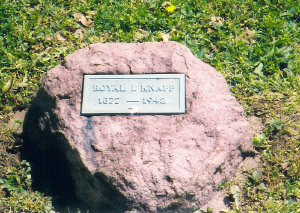 ROYAL I. KNAPP
1877 — 1942